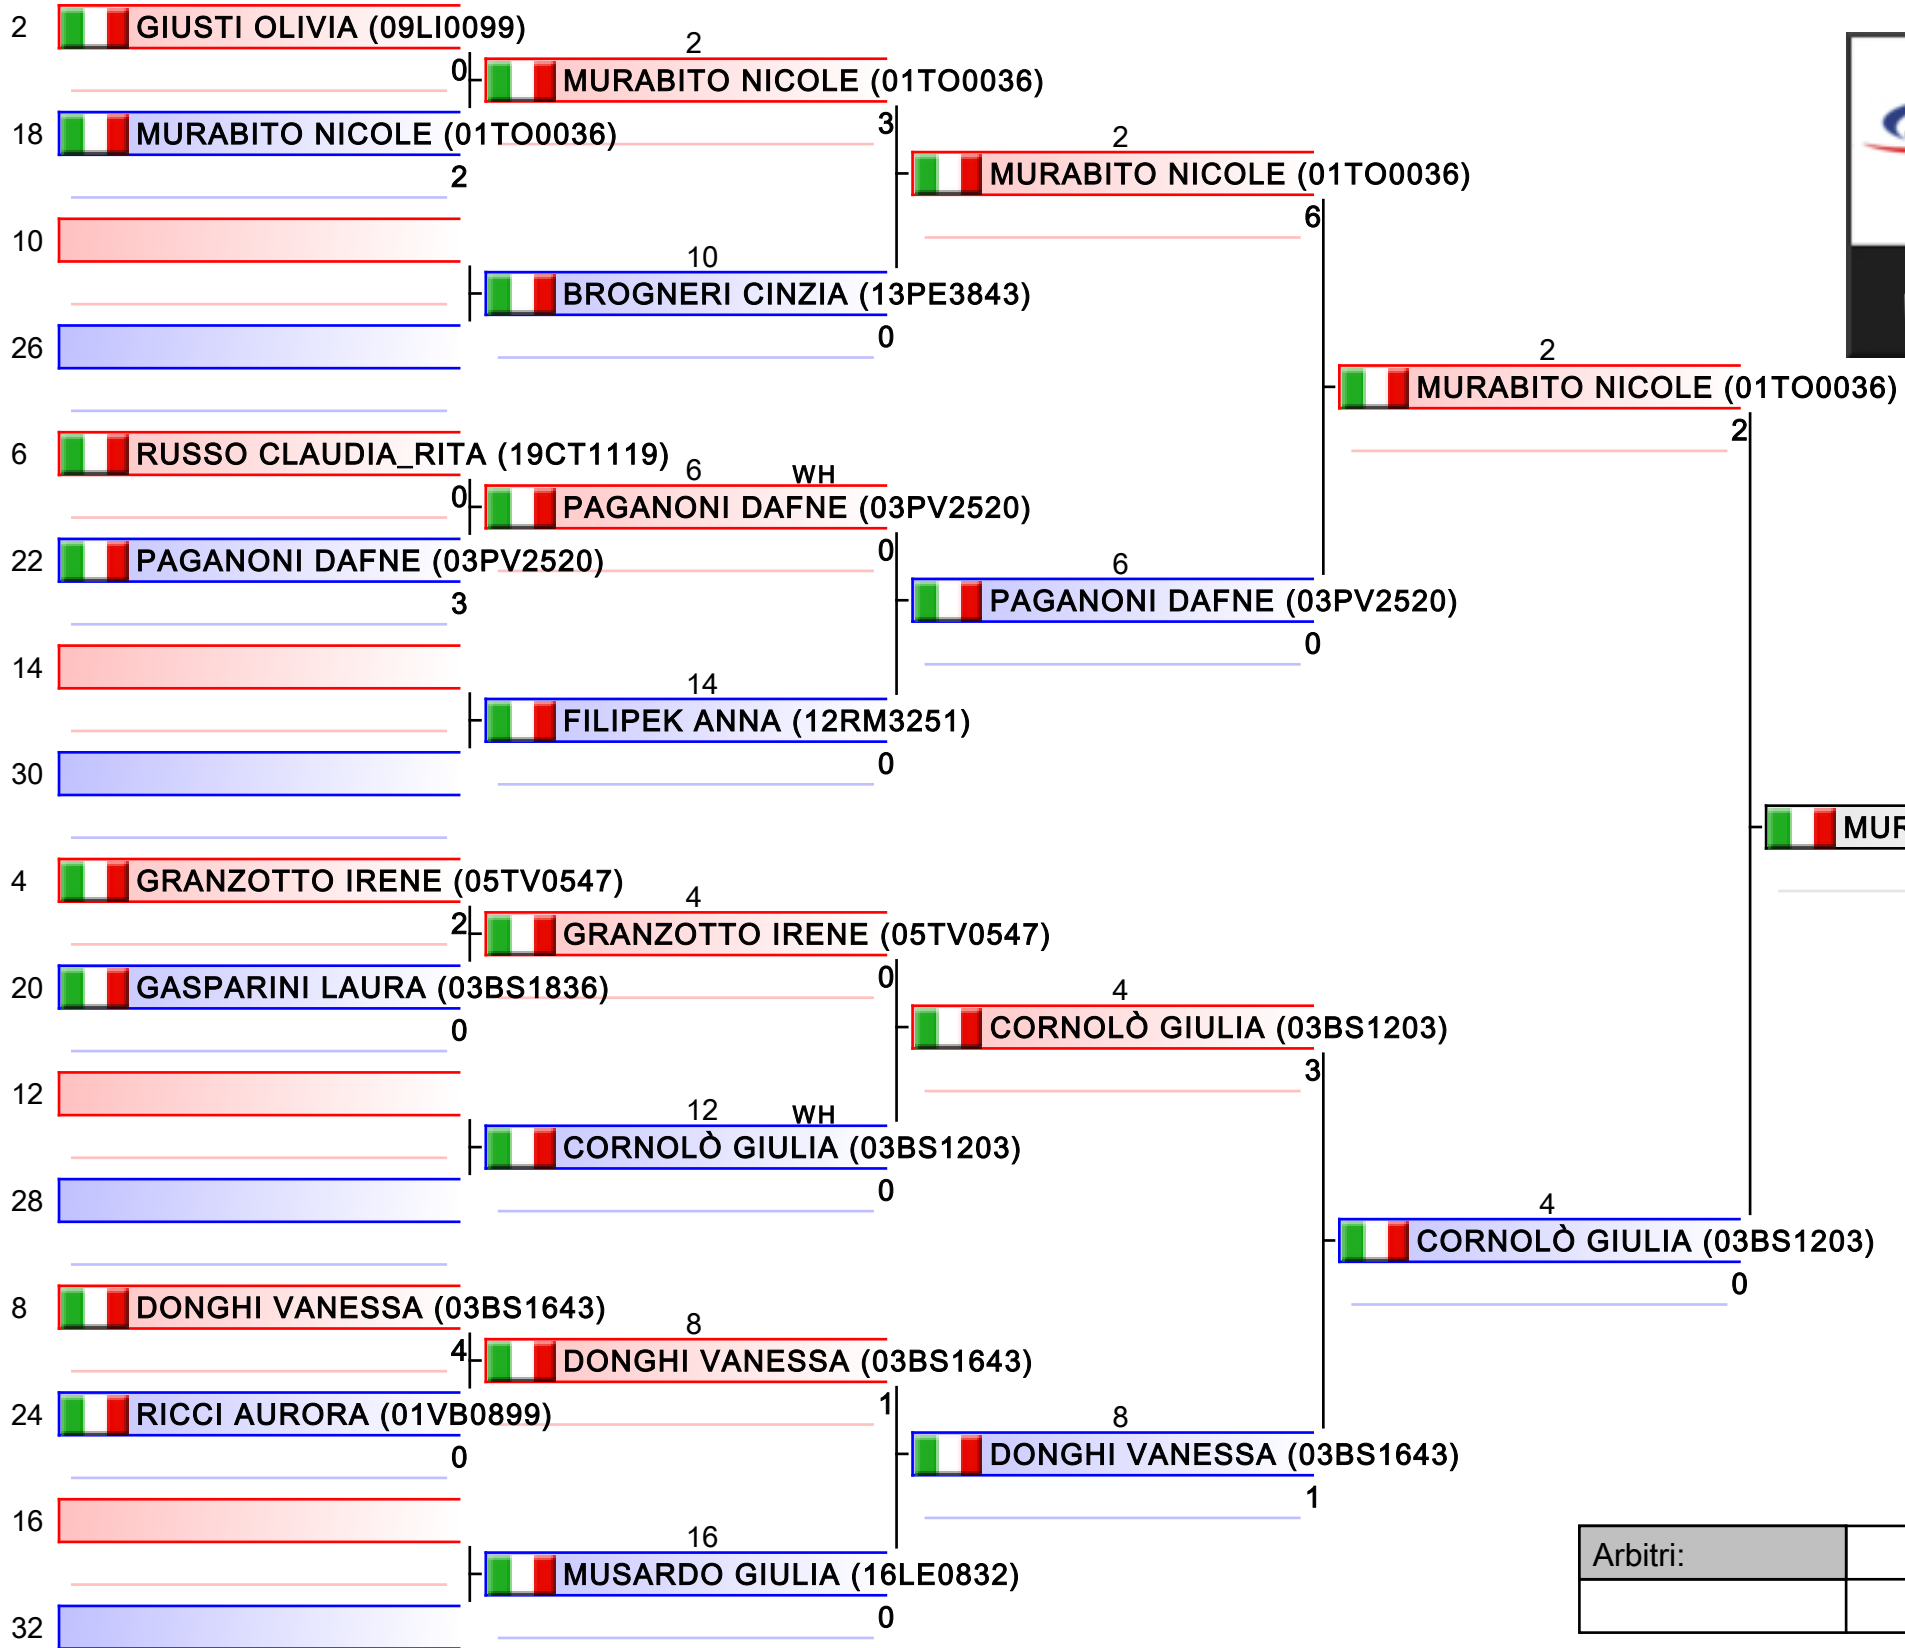 2 GIUSTI OLIVIA (09LI0099)
0
18 MURABITO NICOLE (01TO0036)
2
10
26
6 RUSSO CLAUDIA_RITA (19CT1119)
0
22 PAGANONI DAFNE (03PV2520)
3
14
30
4 GRANZOTTO IRENE (05TV0547)
2
20 GASPARINI LAURA (03BS1836)
0
12
28
8 DONGHI VANESSA (03BS1643)
4
24 RICCI AURORA (01VB0899)
0
16
32
2
MURABITO NICOLE (01TO0036)
3
10
BROGNERI CINZIA (13PE3843)
0
6 WH
PAGANONI DAFNE (03PV2520)
0
14
FILIPEK ANNA (12RM3251)
0
4
GRANZOTTO IRENE (05TV0547)
0
12 WH
CORNOLÒ GIULIA (03BS1203)
0
8
DONGHI VANESSA (03BS1643)
1
16
MUSARDO GIULIA (16LE0832)
0
2
MURABITO NICOLE (01TO0036)
6
6
PAGANONI DAFNE (03PV2520)
0
4
CORNOLÒ GIULIA (03BS1203)
3
8
DONGHI VANESSA (03BS1643)
1
2
MURABITO NICOLE (01TO0036)
2
4
CORNOLÒ GIULIA (03BS1203)
0
MUR
Arbitri: